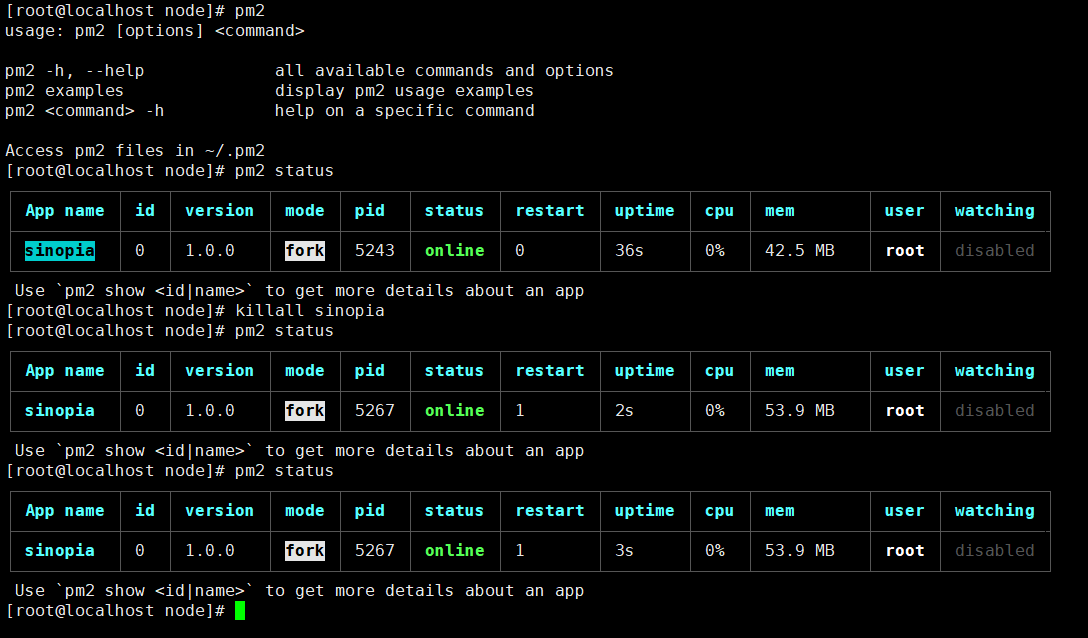 [root@localhost node]# pm2
usage: pm2 [options] <command>
pm2 -h, --help all available commands and options
pm2 examples display pm2 usage examples
pm2 <command> -h help on a specific command
Access pm2 files in ~/.pm2
[root@localhost node]# pm2 status
App name id version mode pid status restart uptime cpu mem user watching
sinopia 0 1.0.0 fork 5243 online 0 36s 0% 42.5 MB root disabled
Use `pm2 show <id|name>` to get more details about an app
[root@localhost node]# killall sinopia
[root@localhost node]# pm2 status
App name id version mode pid status restart uptime cpu mem user watching
sinopia 0 1.0.0 fork 5267 online 1 2s 0% 53.9 MB root disabled
Use `pm2 show <id|name>` to get more details about an app
[root@localhost node]# pm2 status
App name id version mode pid status restart uptime cpu mem user watching
sinopia 0 1.0.0 fork 5267 online 1 3s 0% 53.9 MB root disabled
Use `pm2 show <id|name>` to get more details about an app
[root@localhost node]#